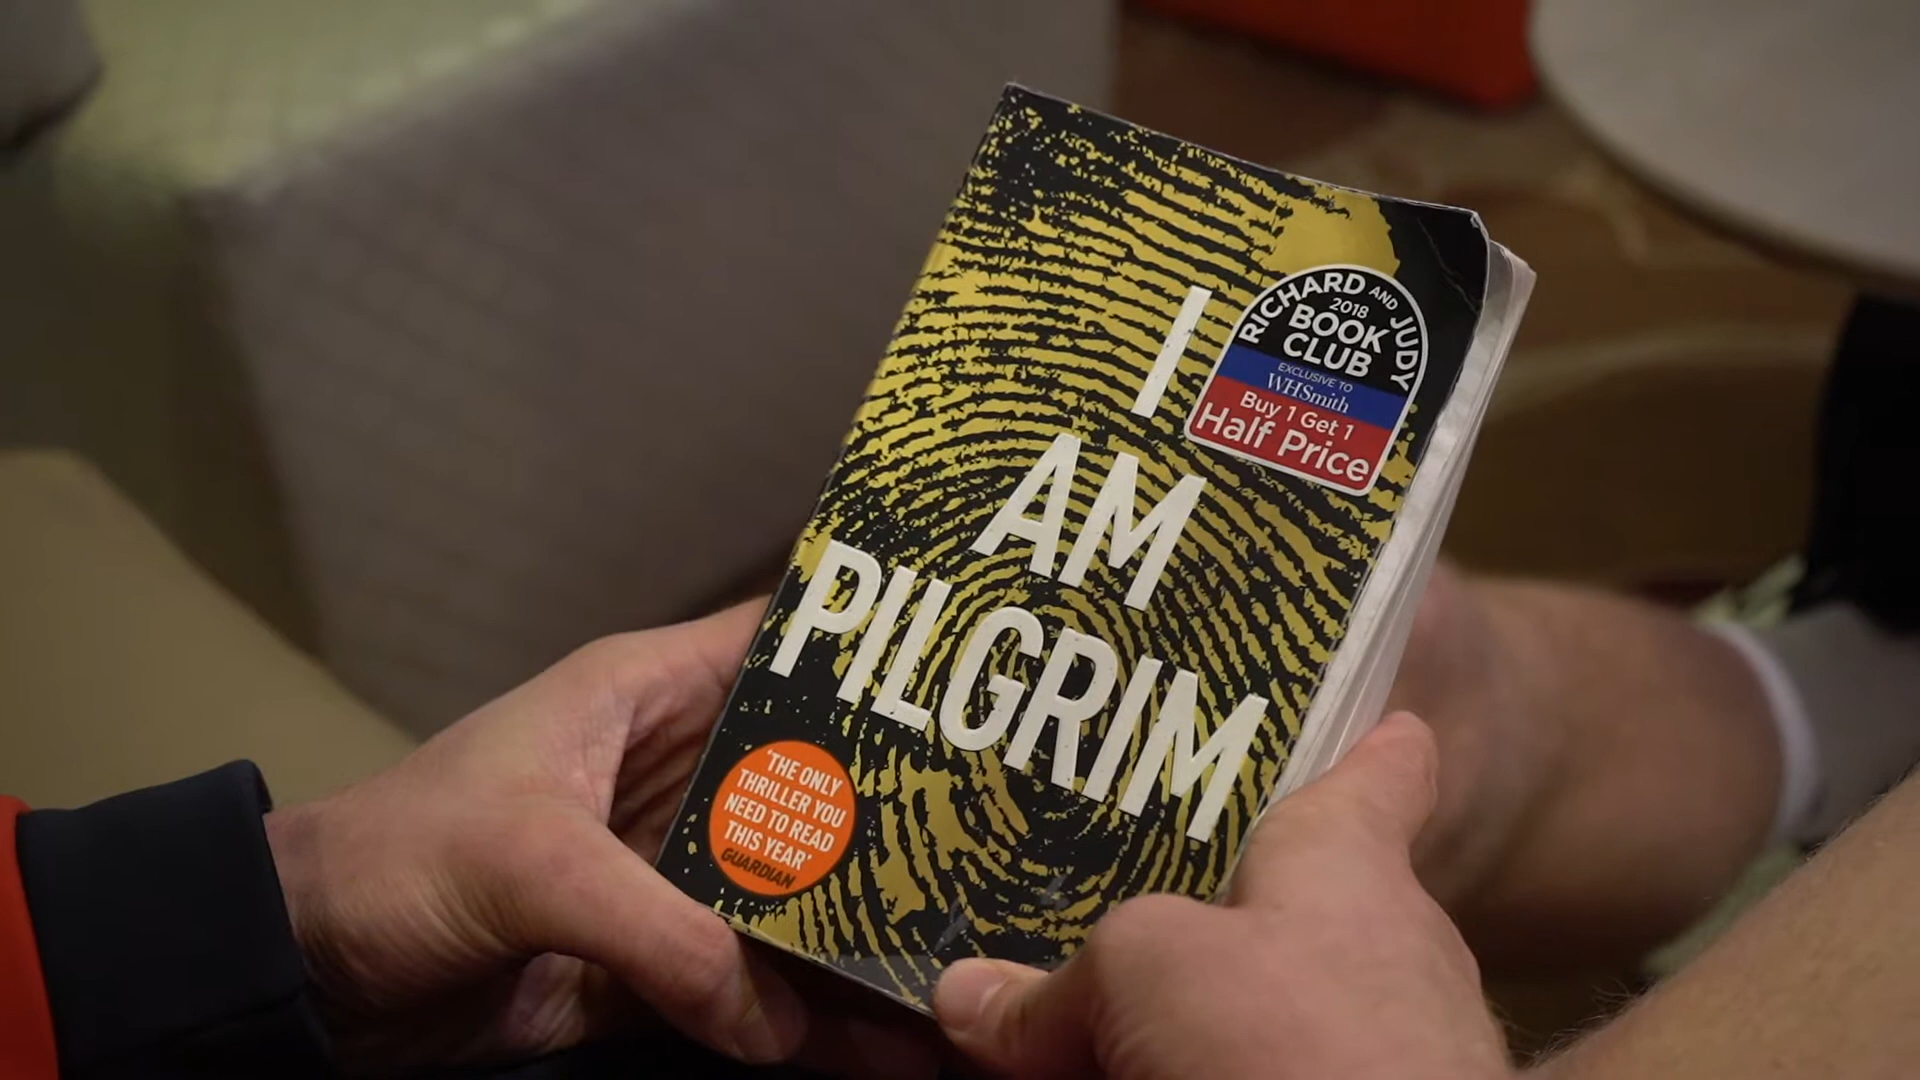 RICHARD AND JUDY
2018
BOOK
CLUB
EXCLUSIVE TO
WHSmith
Buy 1 Get 1
Half Price
I
AM
PILGRIM
'THE ONLY
THRILLER YOU
NEED TO READ
THIS YEAR'
GUARDIAN